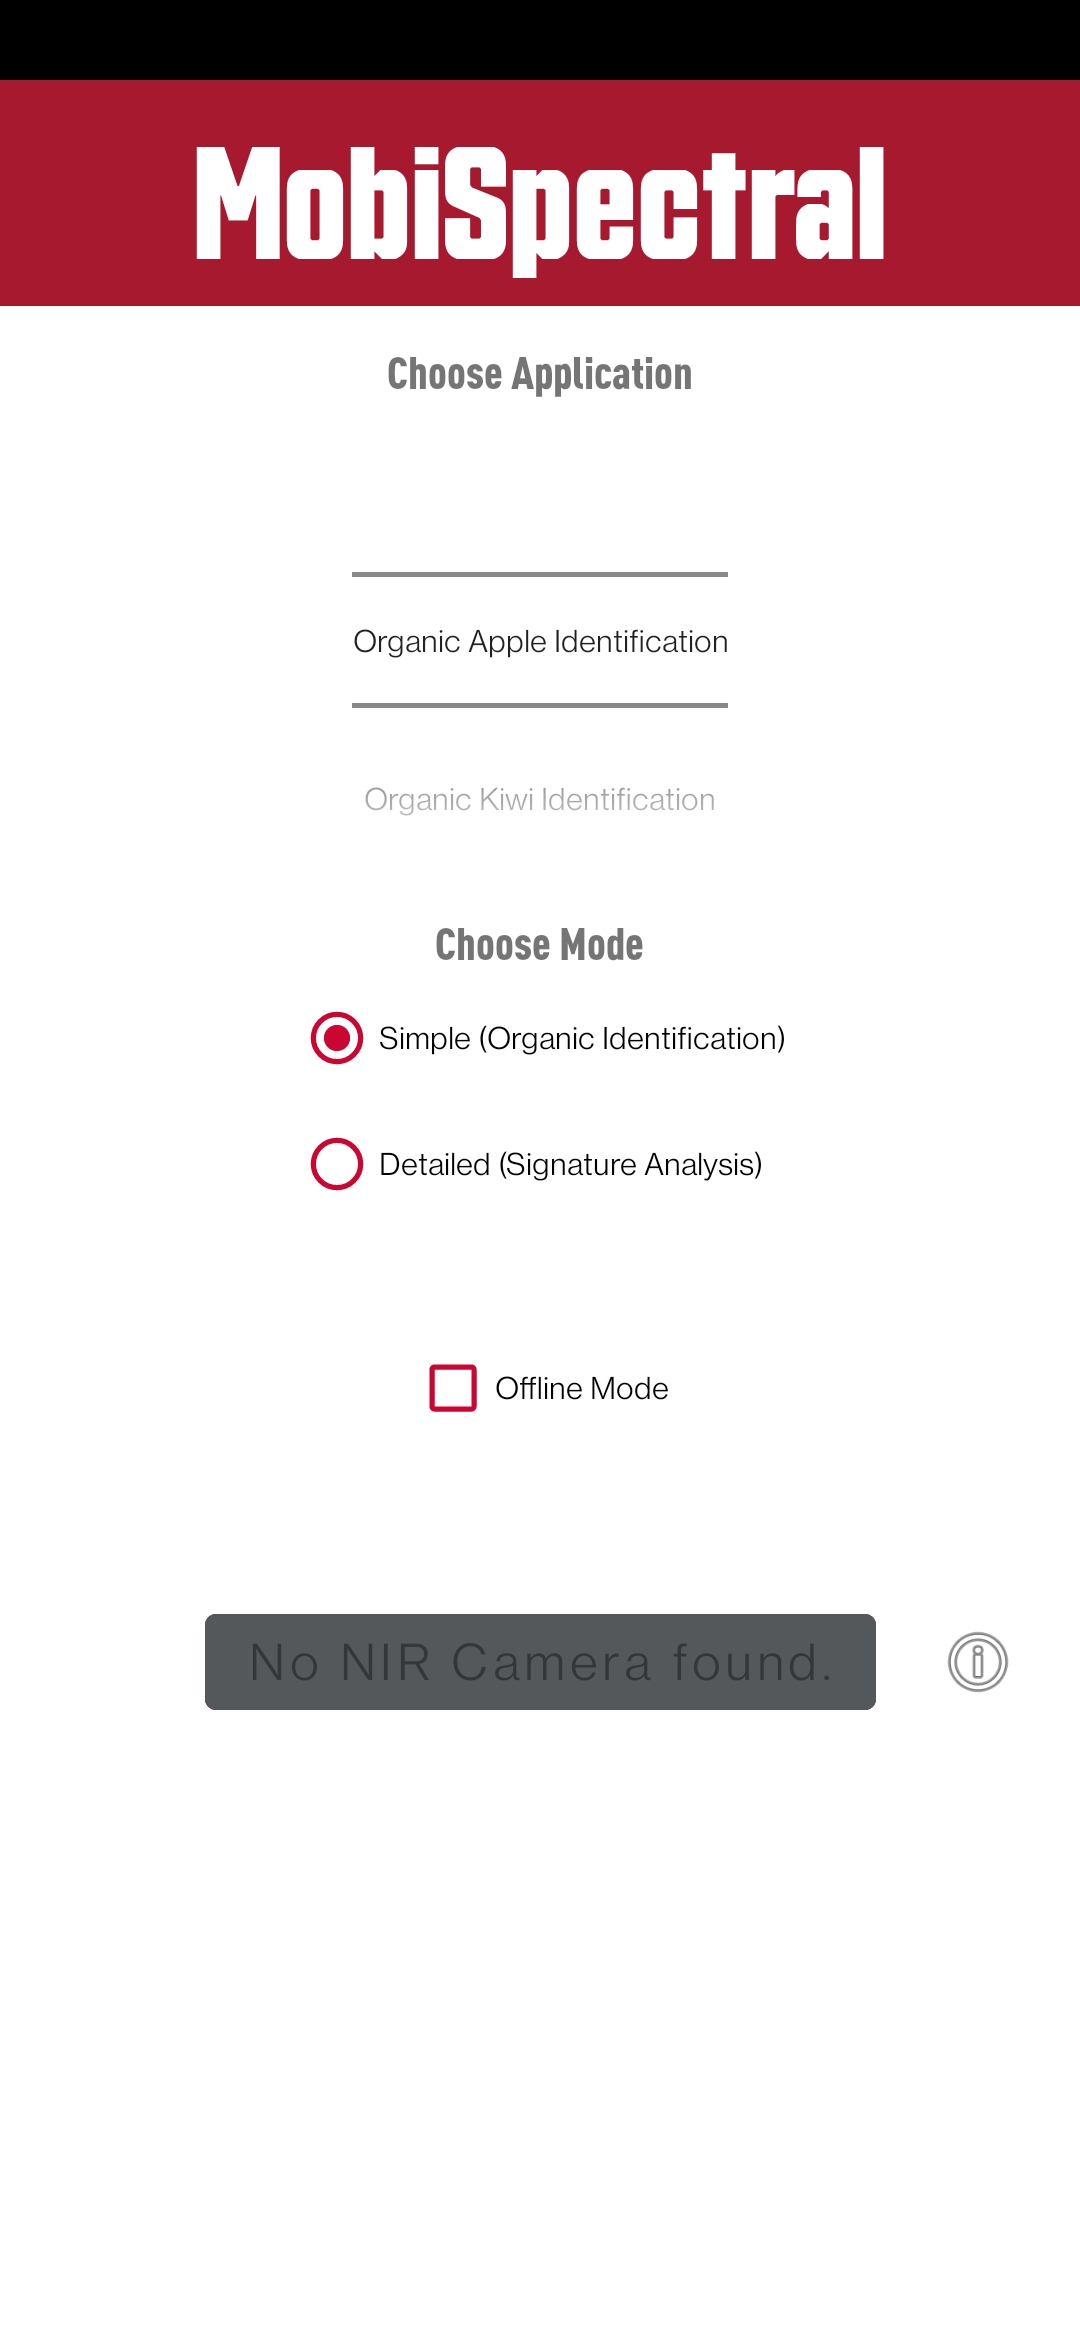 MobiSpectral
Choose Application
Organic Apple Identification
Organic Kiwi Identification
Choose Mode
Simple (Organic Identification)
Detailed (Signature Analysis)
Offline Mode
No NIR Camera found.